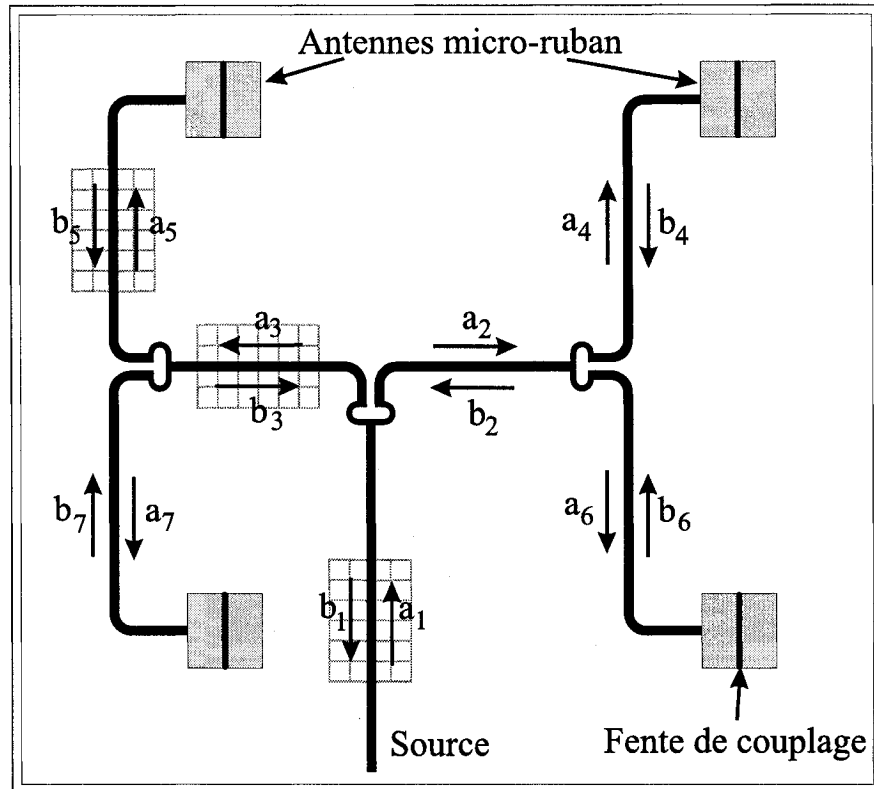 Antennes micro-ruban
b5 a5
a4 b4
a3 a2
b3 b2
b7 a7
a6 b6
b1 a1
Source
Fente de couplage